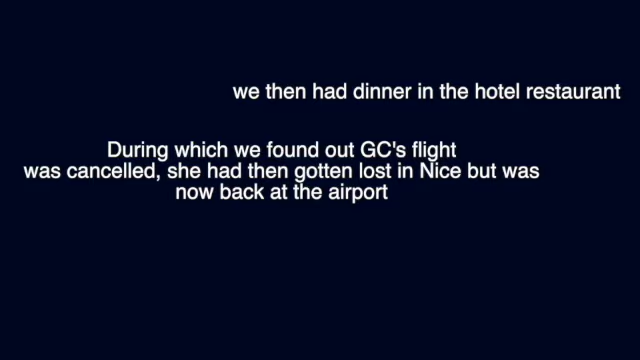 we then had dinner in the hotel restaurant
During which we found out GC's flight
was cancelled, she had then gotten lost in Nice but was
now back at the airport